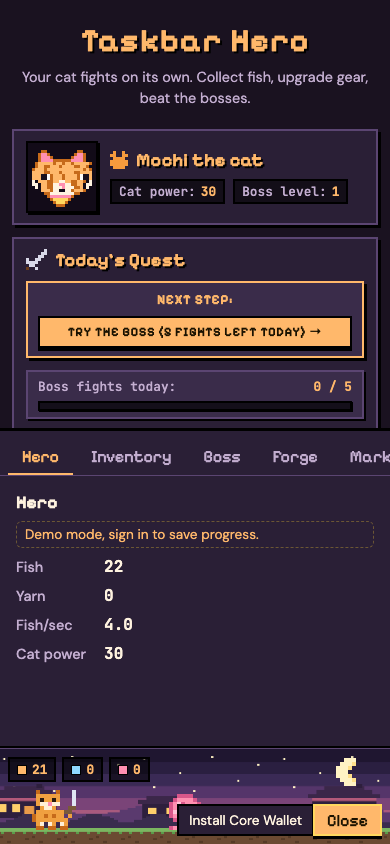 Taskbar Hero
Your cat fights on its own. Collect fish, upgrade gear,
beat the bosses.
Mochi the cat
Cat power: 30
Boss level: 1
Today's Quest
NEXT STEP:
TRY THE BOSS (5 FIGHTS LEFT TODAY) →
Boss fights today: 0 / 5
Hero Inventory Boss Forge Mark
Hero
Demo mode, sign in to save progress.
Fish 22
Yarn 0
Fish/sec 4.0
Cat power 30
21 0 0
Install Core Wallet Close